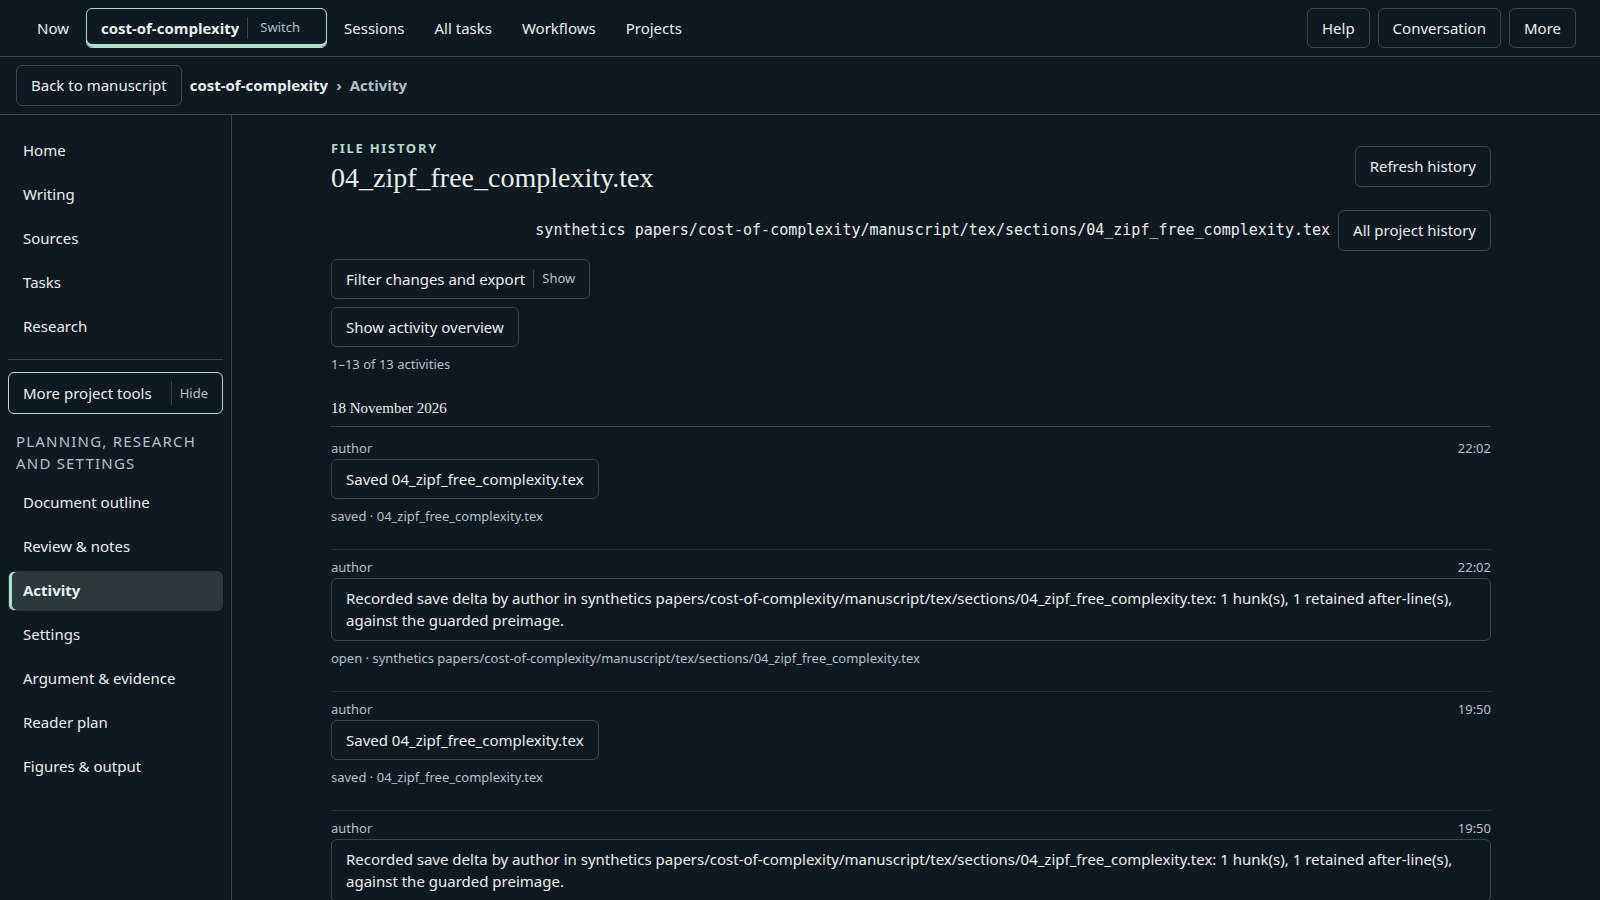 Now
cost-of-complexity
Switch
Sessions
All tasks
Workflows
Projects
Help
Conversation
More
Back to manuscript
cost-of-complexity › Activity
Home
Writing
Sources
Tasks
Research
More project tools
Hide
PLANNING, RESEARCH
AND SETTINGS
Document outline
Review & notes
Activity
Settings
Argument & evidence
Reader plan
Figures & output
FILE HISTORY
04_zipf_free_complexity.tex
Refresh history
synthetics papers/cost-of-complexity/manuscript/tex/sections/04_zipf_free_complexity.tex
All project history
Filter changes and export
Show
Show activity overview
1–13 of 13 activities
18 November 2026
author
22:02
Saved 04_zipf_free_complexity.tex
saved · 04_zipf_free_complexity.tex
author
22:02
Recorded save delta by author in synthetics papers/cost-of-complexity/manuscript/tex/sections/04_zipf_free_complexity.tex: 1 hunk(s), 1 retained after-line(s),
against the guarded preimage.
open · synthetics papers/cost-of-complexity/manuscript/tex/sections/04_zipf_free_complexity.tex
author
19:50
Saved 04_zipf_free_complexity.tex
saved · 04_zipf_free_complexity.tex
author
19:50
Recorded save delta by author in synthetics papers/cost-of-complexity/manuscript/tex/sections/04_zipf_free_complexity.tex: 1 hunk(s), 1 retained after-line(s),
against the guarded preimage.